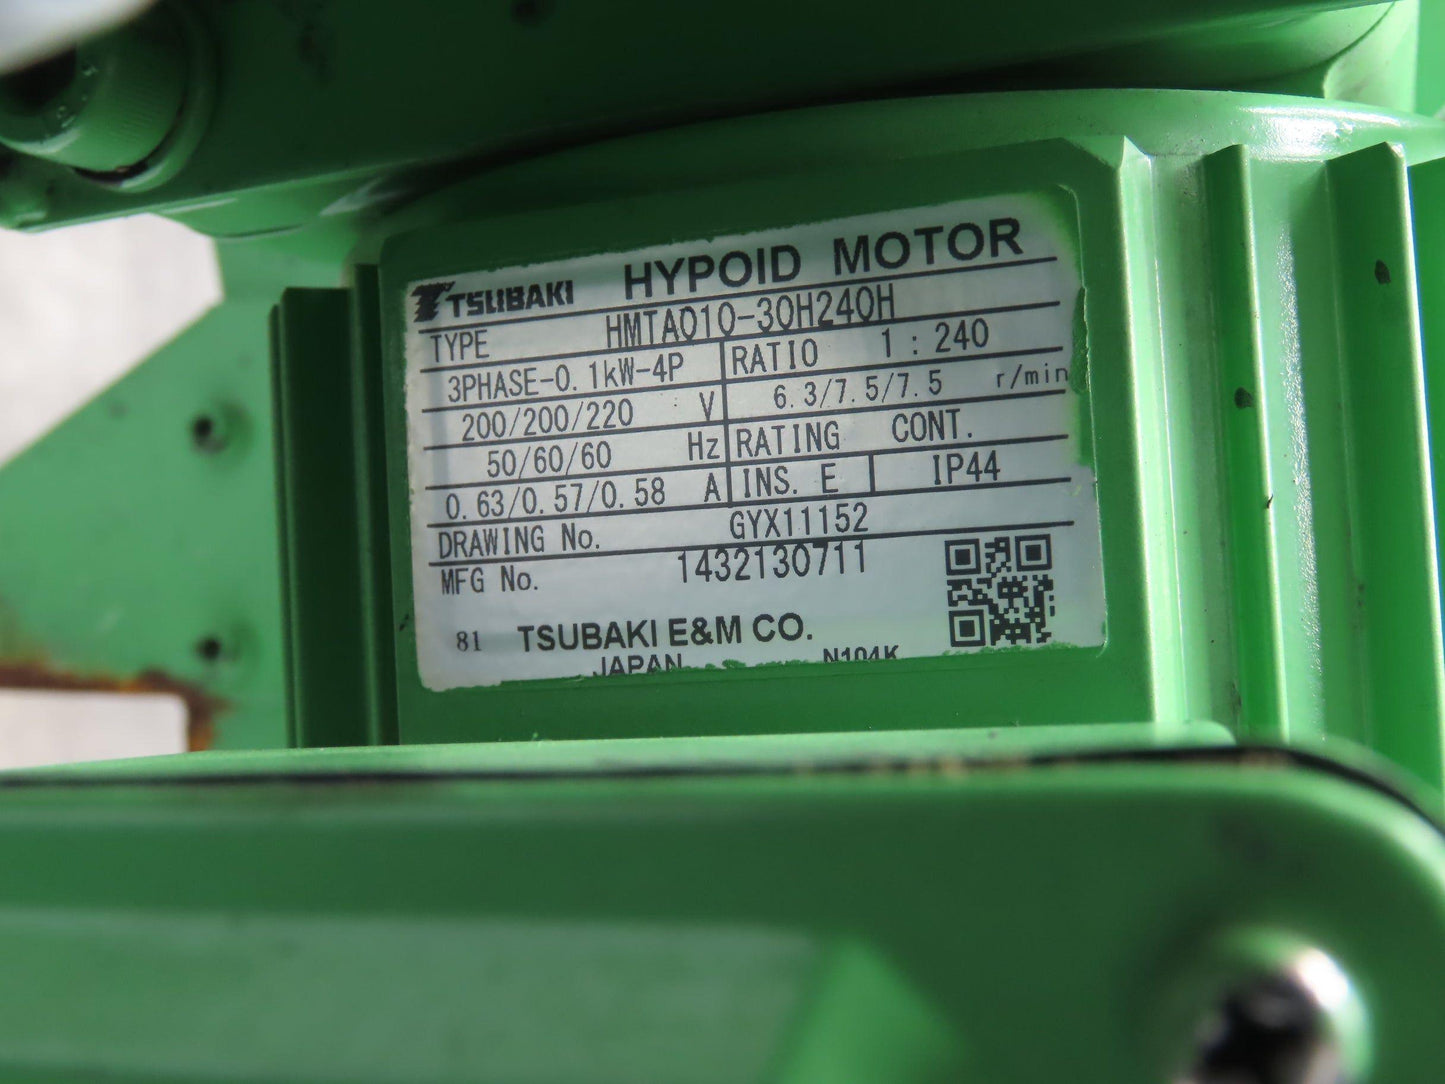 TSUBAKI HYPOID MOTOR
TYPE HMTA010-30H240H
3PHASE-0.1kW-4P RATIO 1:240
200/200/220 V 6.3/7.5/7.5 r/min
50/60/60 Hz RATING CONT.
0.63/0.57/0.58 A INS. E IP44
DRAWING No. GYX11152
MFG No. 1432130711
81 TSUBAKI E&M CO.
JAPAN N104K